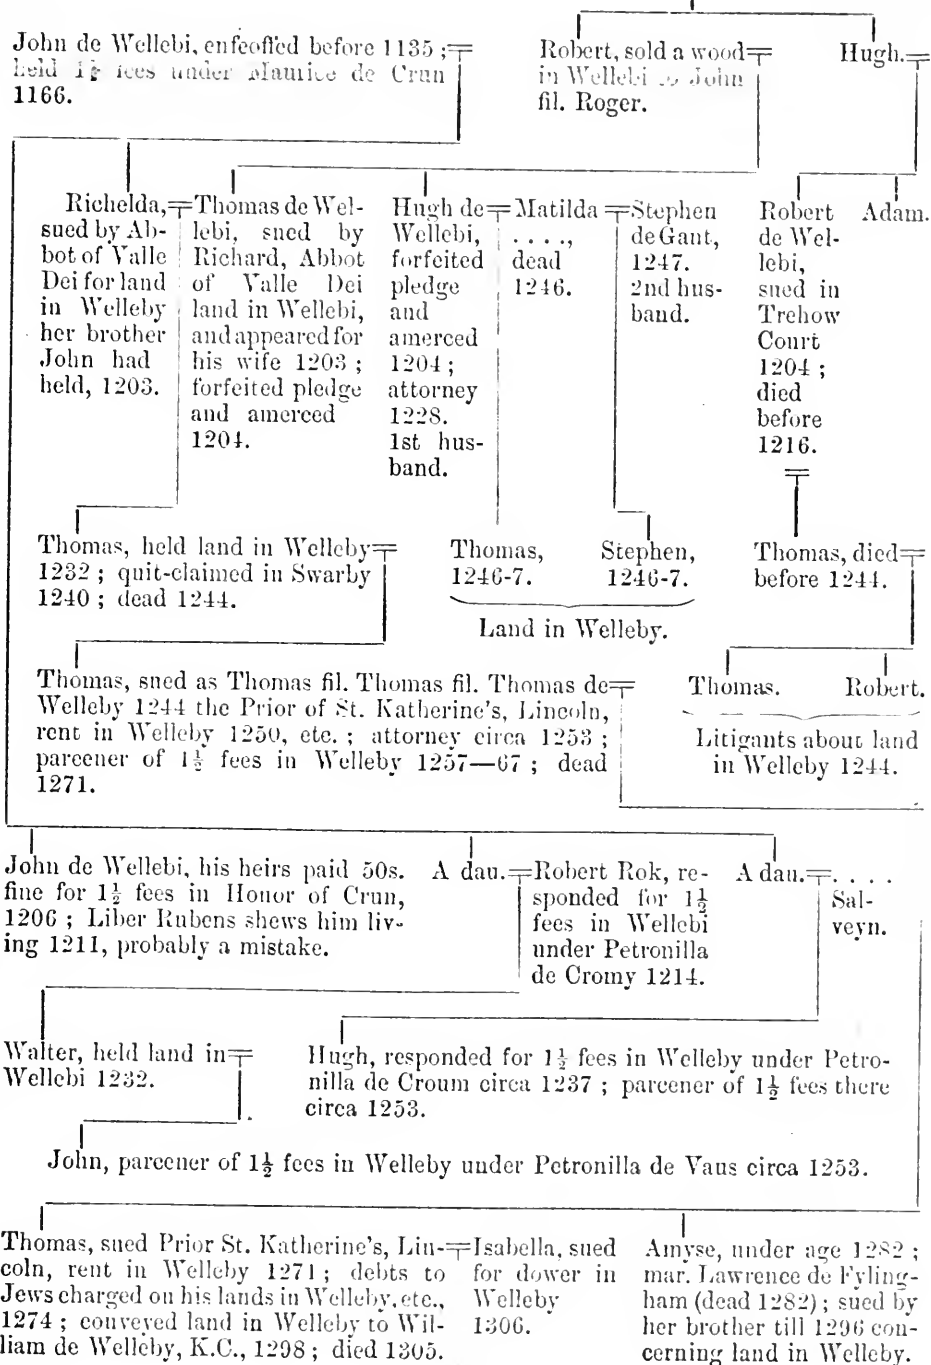 John de Wellebi, enfeoffed before 1135 ;
held 1½ fees under Maurice de Crun
1166.
Robert, sold a wood
in Wellebi to John
fil. Roger.
Hugh.
Richelda,
sued by Ab-
bot of Valle
Dei for land
in Welleby
her brother
John had
held, 1203.
Thomas de Wel-
lebi, sued by
Richard, Abbot
of Valle Dei
land in Wellebi,
and appeared for
his wife 1203 ;
forfeited pledge
and amerced
1204.
Hugh de
Wellebi,
forfeited
pledge
and
amerced
1204 ;
attorney
1228.
1st hus-
band.
Matilda
. . . .,
dead
1246.
Stephen
de Gant,
1247.
2nd hus-
band.
Robert
de Wel-
lebi,
sued in
Trehow
Court
1204 ;
died
before
1216.
Adam.
Thomas, held land in Welleby
1232 ; quit-claimed in Swarby
1240 ; dead 1244.
Thomas,
1246-7.
Stephen,
1246-7.
Land in Welleby.
Thomas, died
before 1244.
Thomas, sued as Thomas fil. Thomas fil. Thomas de
Welleby 1244 the Prior of St. Katherine's, Lincoln,
rent in Welleby 1250, etc. ; attorney circa 1253 ;
parcener of 1½ fees in Welleby 1257—67 ; dead
1271.
Thomas.
Robert.
Litigants about land
in Welleby 1244.
John de Wellebi, his heirs paid 50s.
fine for 1½ fees in Honor of Crun,
1206 ; Liber Rubens shews him liv-
ing 1211, probably a mistake.
A dau.
Robert Rok, re-
sponded for 1½
fees in Wellebi
under Petronilla
de Cromy 1214.
A dau.
. . . .
Sal-
veyn.
Walter, held land in
Wellebi 1232.
Hugh, responded for 1½ fees in Welleby under Petro-
nilla de Croum circa 1237 ; parcener of 1½ fees there
circa 1253.
John, parcener of 1½ fees in Welleby under Petronilla de Vaus circa 1253.
Thomas, sued Prior St. Katherine's, Lin-
coln, rent in Welleby 1271 ; debts to
Jews charged on his lands in Welleby, etc.,
1274 ; conveyed land in Welleby to Wil-
liam de Welleby, K.C., 1298 ; died 1305.
Isabella, sued
for dower in
Welleby
1306.
Amyse, under age 1282 ;
mar. Lawrence de Fyling-
ham (dead 1282) ; sued by
her brother till 1296 con-
cerning land in Welleby.